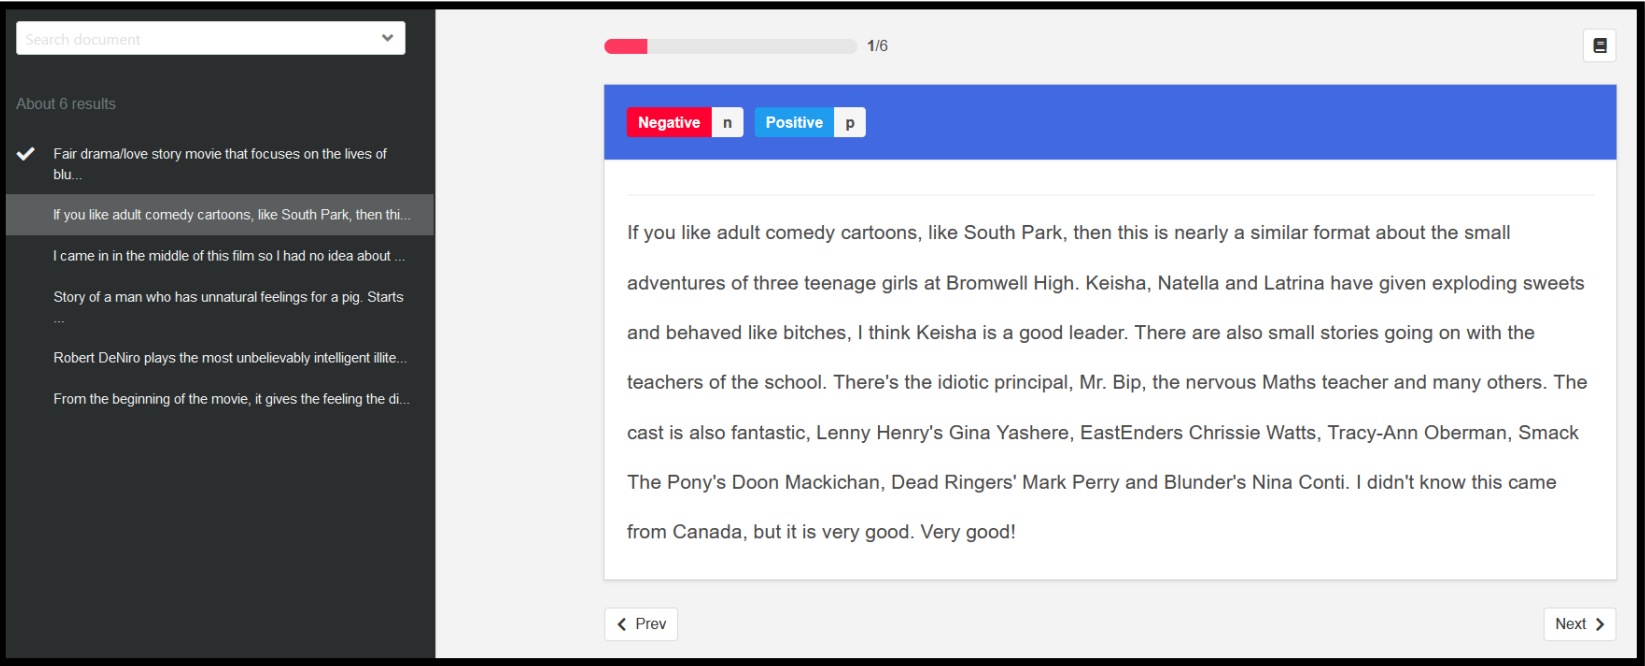 Search document
About 6 results
Fair drama/love story movie that focuses on the lives of
blu...
If you like adult comedy cartoons, like South Park, then thi...
I came in in the middle of this film so I had no idea about ...
Story of a man who has unnatural feelings for a pig. Starts
...
Robert DeNiro plays the most unbelievably intelligent illite...
From the beginning of the movie, it gives the feeling the di...
1/6
Negative n Positive p
If you like adult comedy cartoons, like South Park, then this is nearly a similar format about the small
adventures of three teenage girls at Bromwell High. Keisha, Natella and Latrina have given exploding sweets
and behaved like bitches, I think Keisha is a good leader. There are also small stories going on with the
teachers of the school. There's the idiotic principal, Mr. Bip, the nervous Maths teacher and many others. The
cast is also fantastic, Lenny Henry's Gina Yashere, EastEnders Chrissie Watts, Tracy-Ann Oberman, Smack
The Pony's Doon Mackichan, Dead Ringers' Mark Perry and Blunder's Nina Conti. I didn't know this came
from Canada, but it is very good. Very good!
Prev
Next